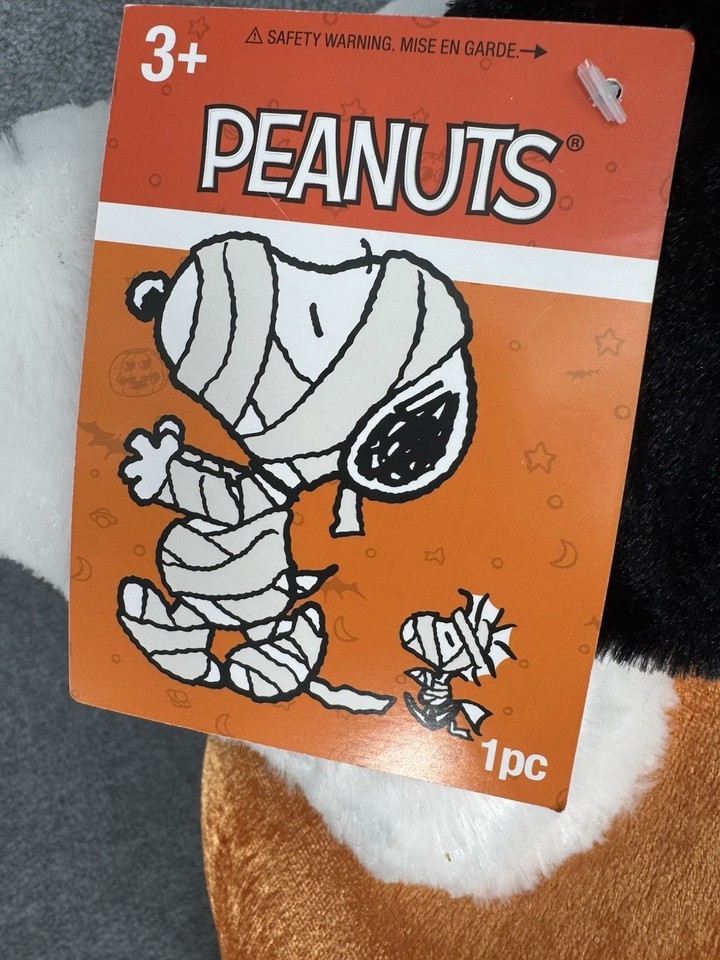 3+
⚠ SAFETY WARNING. MISE EN GARDE.→
PEANUTS®
1pc